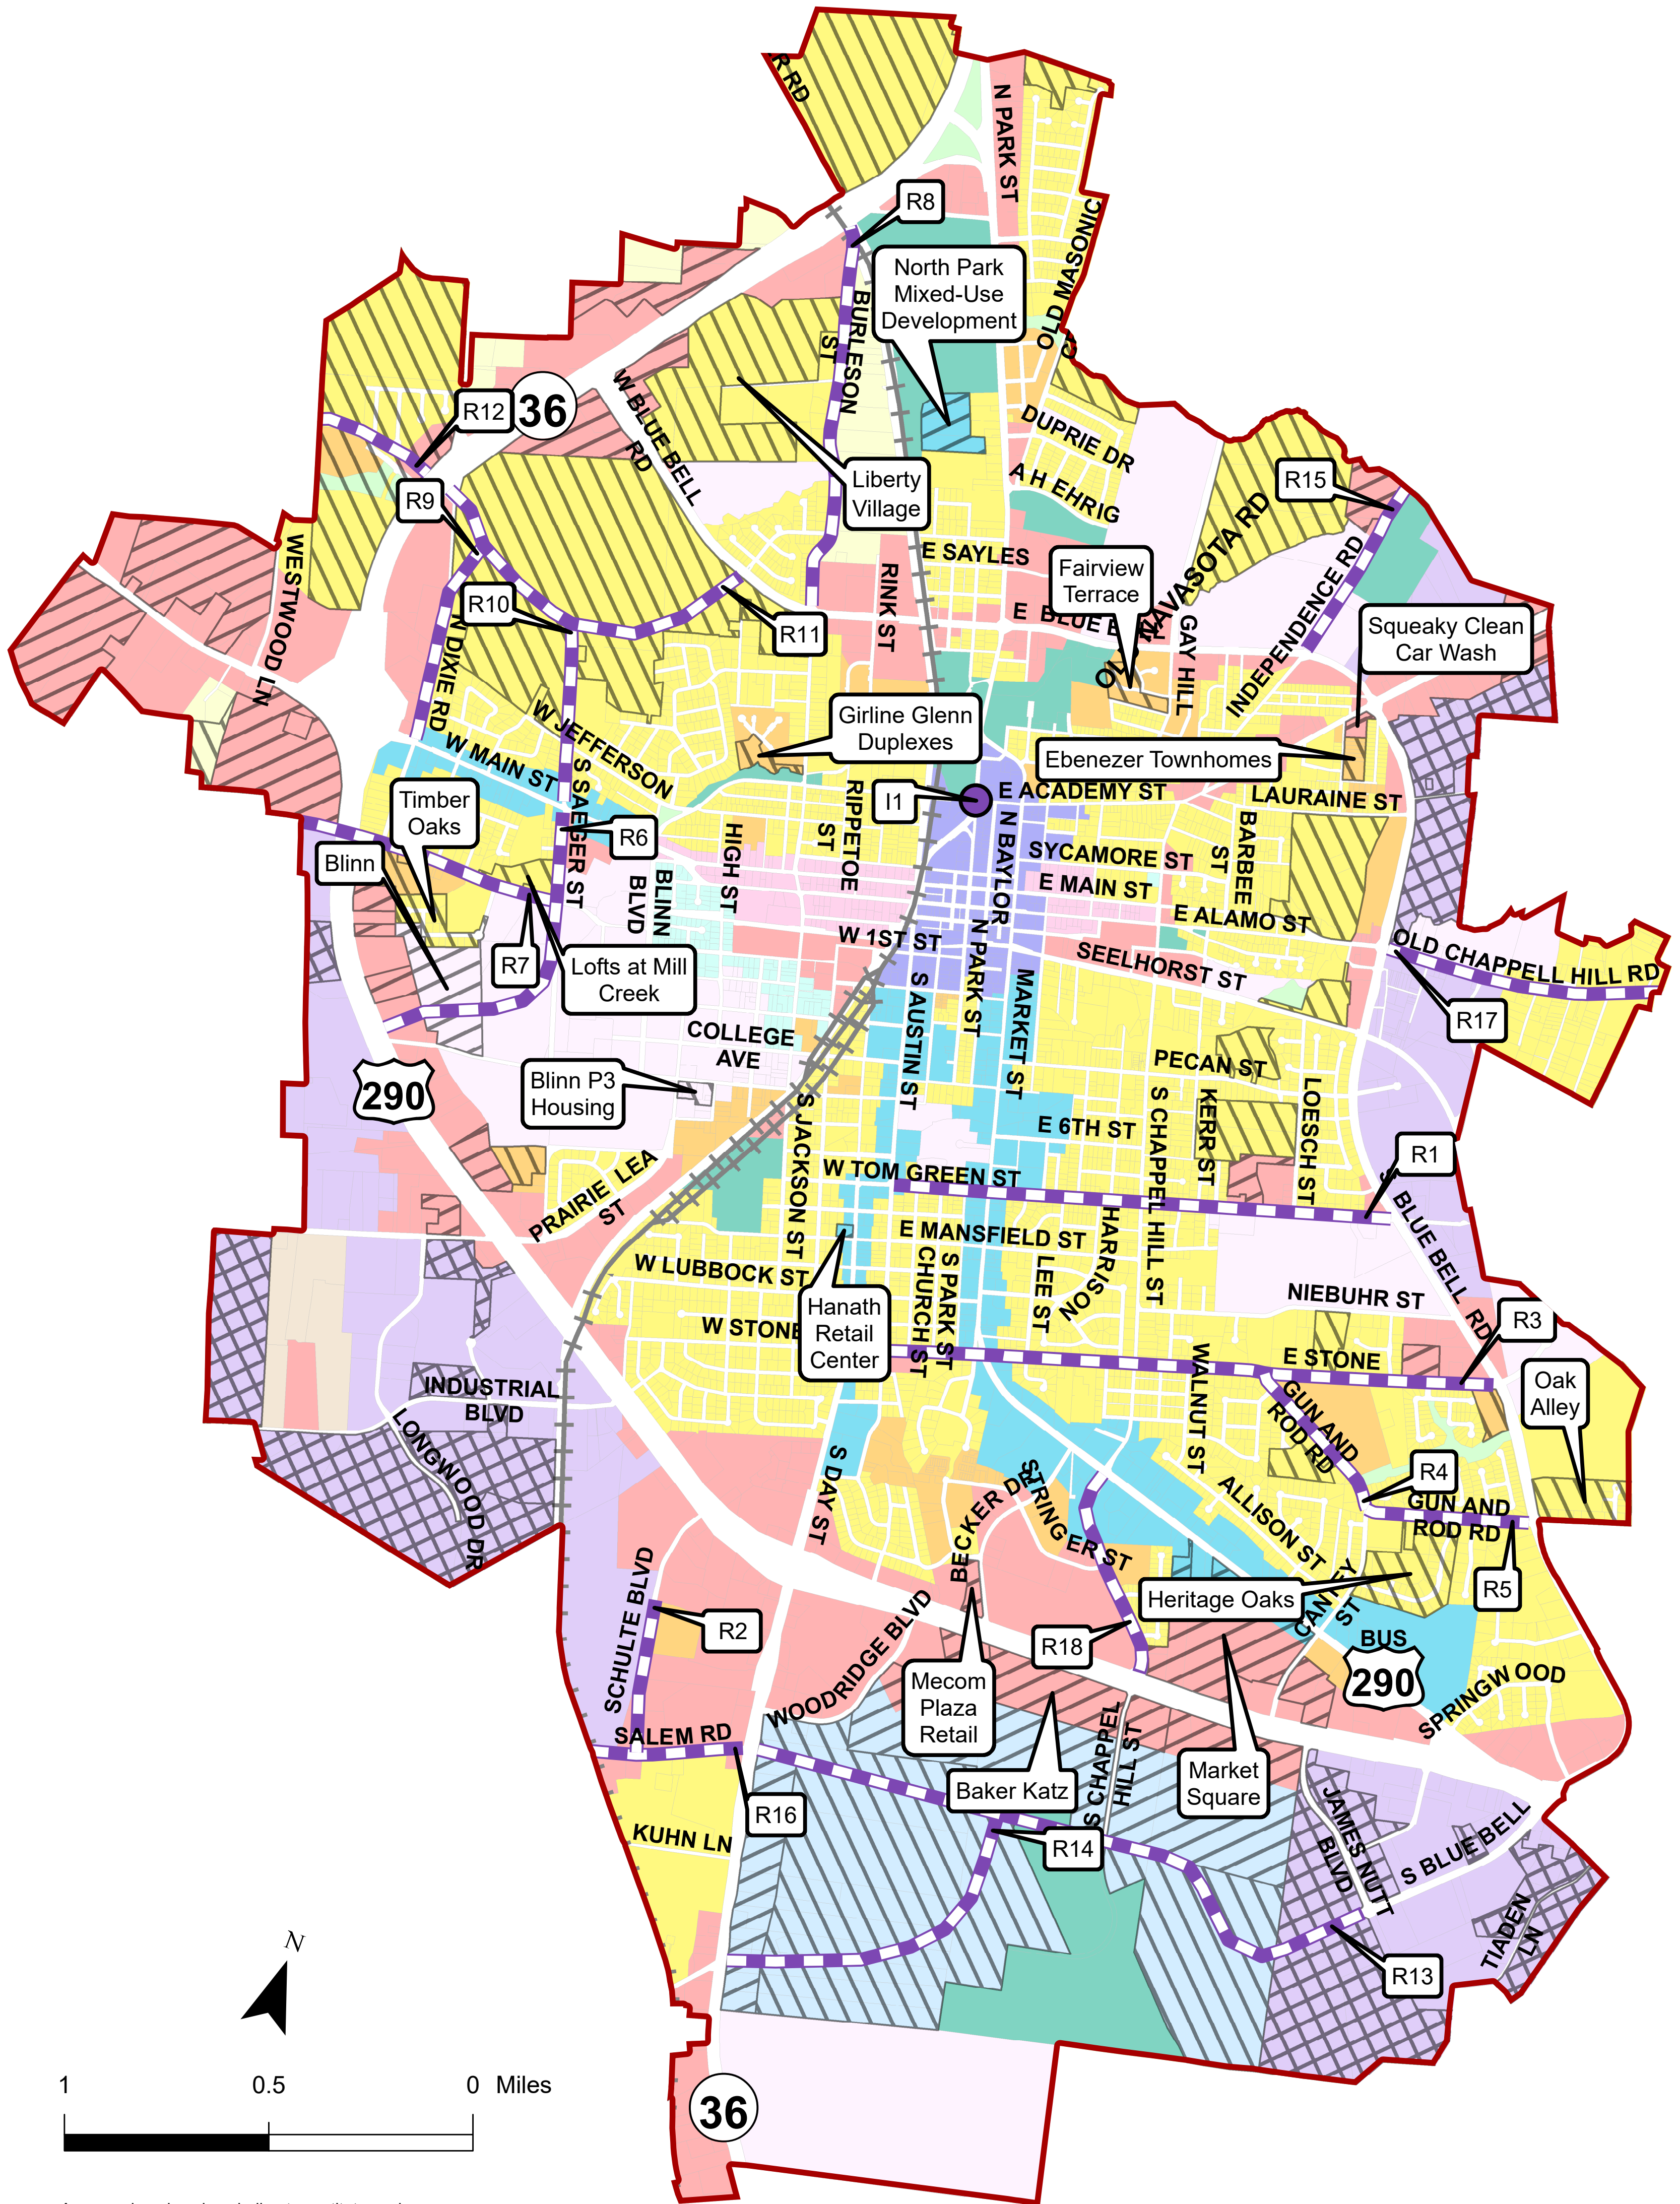 R RD
N PARK ST
R8
OLD MASONIC
North Park
Mixed-Use
Development
BURLESON
ST
R12
36
W BLUE BELL
RD
DUPRIE DR
A H EHRIG
R9
Liberty
Village
R15
WESTWOOD LN
E SAYLES
Fairview
Terrace
OLD NAVASOTA RD
INDEPENDENCE RD
RINK ST
R10
N DIXIE RD
R11
E BLUE
GAY HILL
Squeaky Clean
Car Wash
W JEFFERSON
Girline Glenn
Duplexes
Ebenezer Townhomes
W MAIN ST
S SAEGER ST
Timber
Oaks
I1
E ACADEMY ST
LAURAINE ST
RIPPETOE
ST
N BAYLOR
BARBEE
ST
Blinn
R6
HIGH ST
BLINN
BLVD
SYCAMORE ST
E MAIN ST
E ALAMO ST
R7
Lofts at Mill
Creek
W 1ST ST
N PARK ST
SEELHORST ST
OLD CHAPPELL HILL RD
S AUSTIN ST
MARKET ST
R17
COLLEGE
AVE
290
Blinn P3
Housing
PECAN ST
S JACKSON ST
S CHAPPEL HILL ST
KERR ST
LOESCH ST
E 6TH ST
R1
PRAIRIE LEA
ST
W TOM GREEN ST
E MANSFIELD ST
HARRISON
S BLUE BELL RD
W LUBBOCK ST
CHURCH ST
S PARK ST
LEE ST
NIEBUHR ST
Hanath
Retail
Center
W STONE
R3
E STONE
WALNUT ST
Oak
Alley
INDUSTRIAL
BLVD
LONGWOOD DR
GUN AND
ROD RD
S DAY ST
R4
GUN AND
ROD RD
BECKER DR
STRINGER ST
ALLISON ST
SCHULTE BLVD
R5
Heritage Oaks
CANTEY
ST
R2
R18
BUS
290
SPRINGWOOD
WOODRIDGE BLVD
Mecom
Plaza
Retail
SALEM RD
S CHAPPEL
HILL ST
Baker Katz
Market
Square
R16
KUHN LN
R14
JAMES NUTT
BLVD
S BLUE BELL
TIADEN
LN
R13
N
1 0.5 0 Miles
36